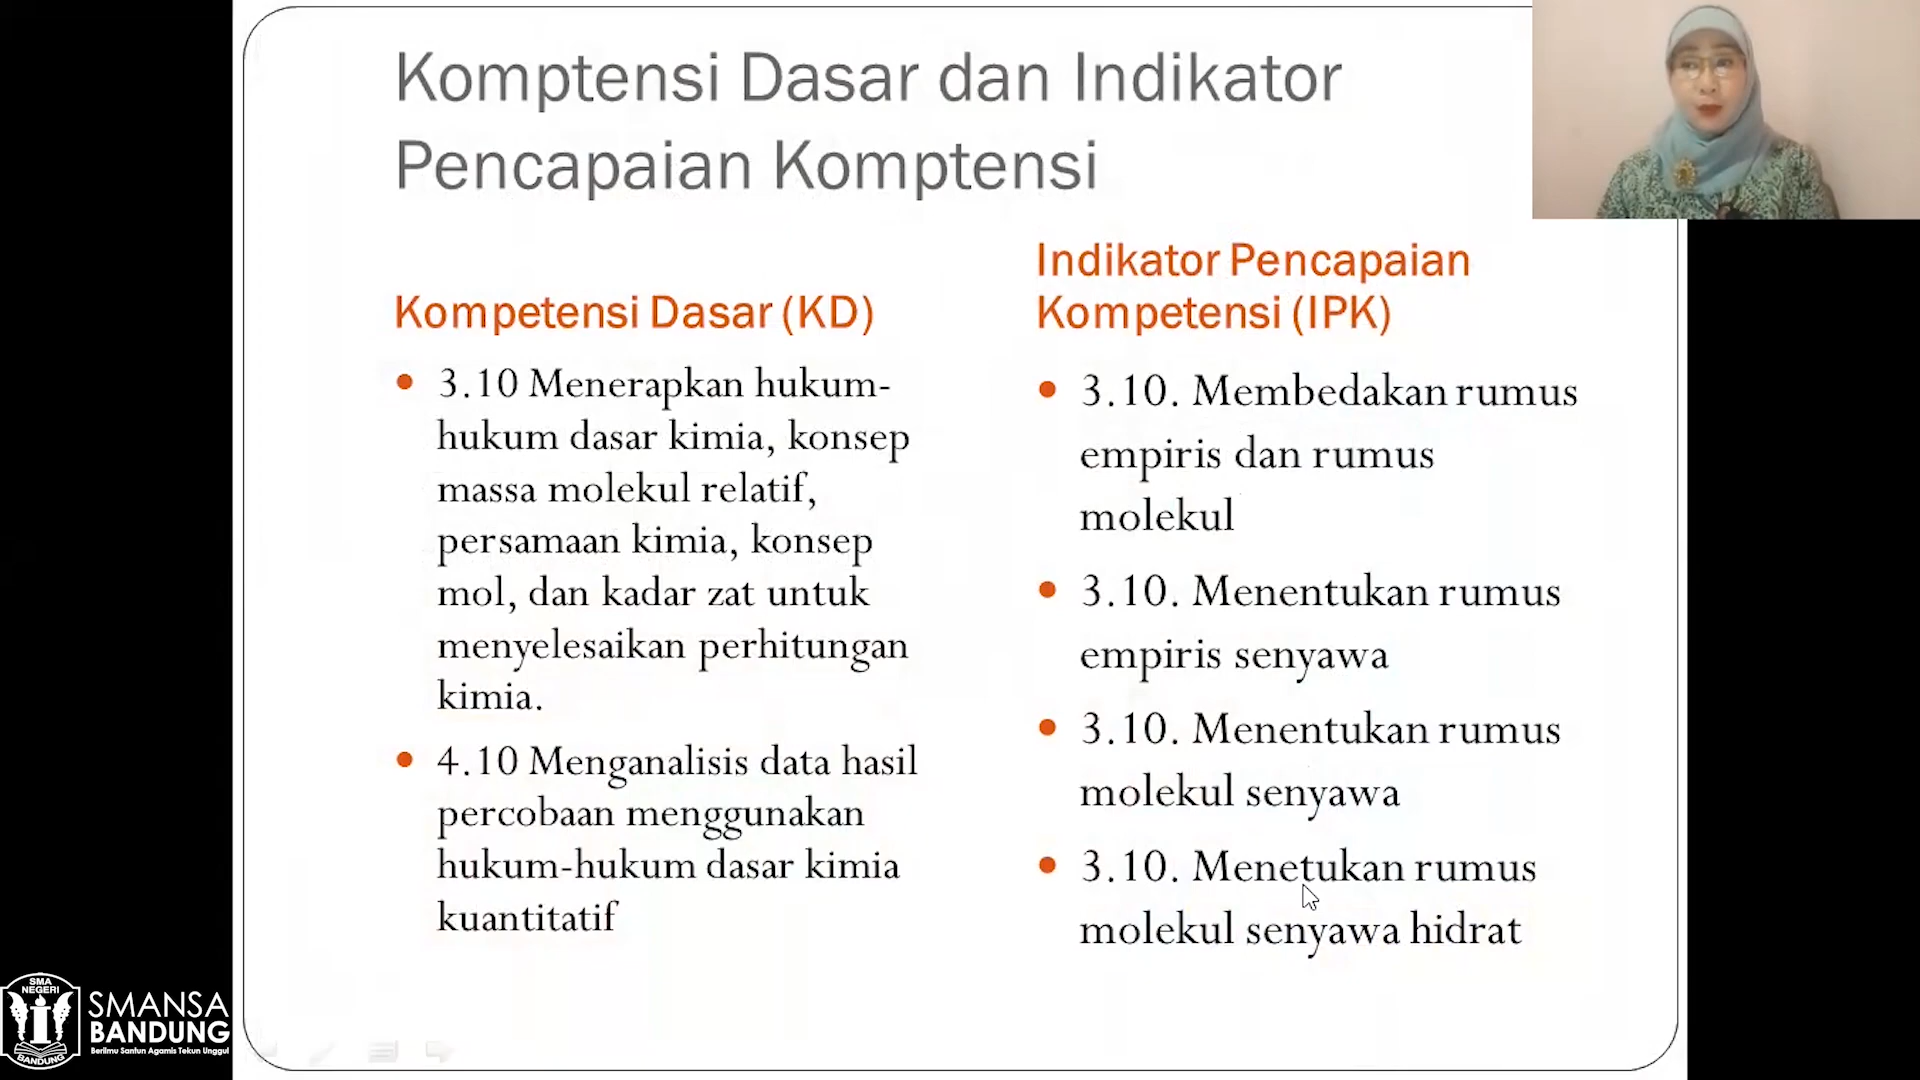 Komptensi Dasar dan Indikator
Pencapaian Komptensi
Kompetensi Dasar (KD)
3.10 Menerapkan hukum-
hukum dasar kimia, konsep
massa molekul relatif,
persamaan kimia, konsep
mol, dan kadar zat untuk
menyelesaikan perhitungan
kimia.
4.10 Menganalisis data hasil
percobaan menggunakan
hukum-hukum dasar kimia
kuantitatif
Indikator Pencapaian
Kompetensi (IPK)
3.10. Membedakan rumus
empiris dan rumus
molekul
3.10. Menentukan rumus
empiris senyawa
3.10. Menentukan rumus
molekul senyawa
3.10. Menetukan rumus
molekul senyawa hidrat
SMA
NEGERI
1
BANDUNG
SMANSA
BANDUNG
Berilmu Santun Agamis Tekun Unggul